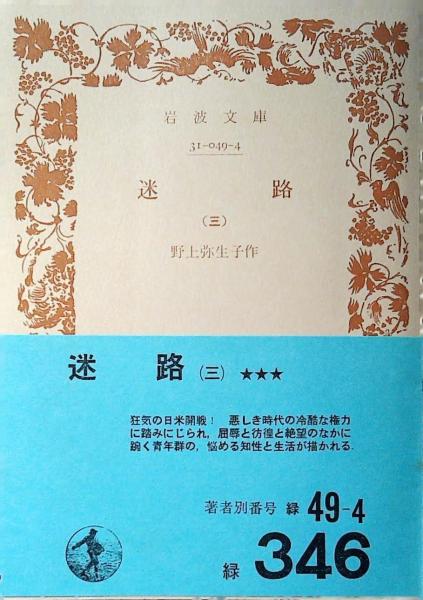 岩波文庫
31-049-4
迷路
(三)
野上弥生子作
迷路(三)★★★
狂気の日米開戦! 悪しき時代の冷酷な権力
に踏みにじられ,屈辱と彷徨と絶望のなかに
踠く青年群の,悩める知性と生活が描かれる.
著者別番号 緑 49-4
緑 346